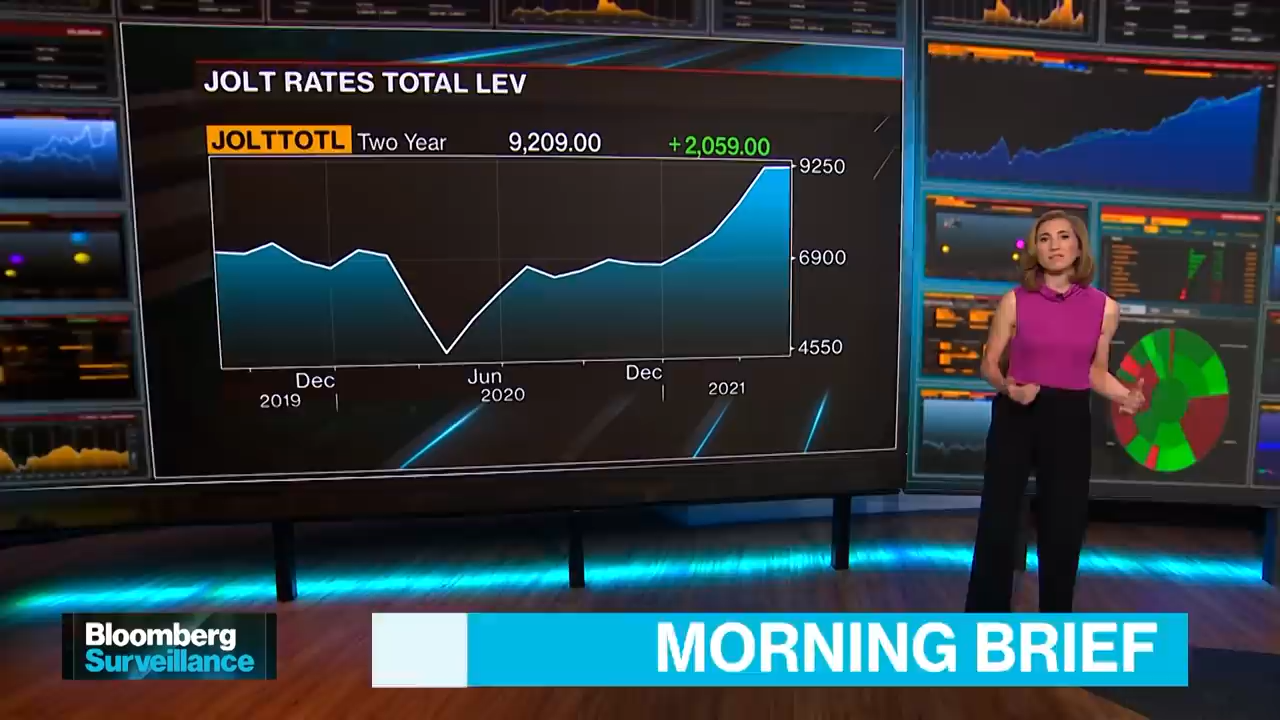 JOLT RATES TOTAL LEV
JOLTTOTL Two Year 9,209.00 +2,059.00
9250
6900
4550
Dec Jun Dec
2019 2020 2021
Bloomberg
Surveillance
MORNING BRIEF